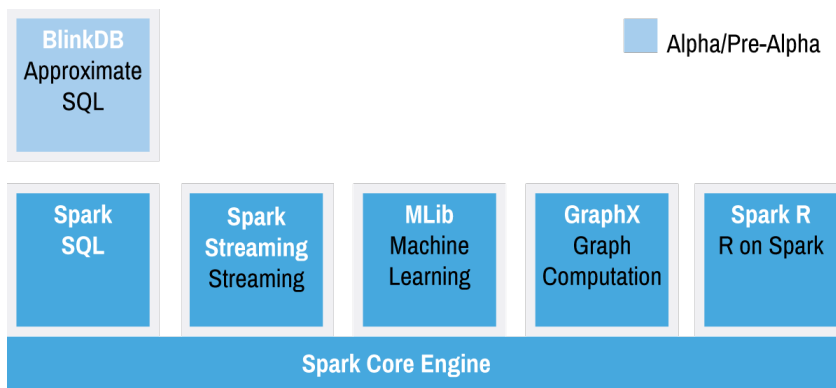 BlinkDB
Approximate
SQL
Alpha/Pre-Alpha
Spark
SQL
Spark
Streaming
Streaming
MLib
Machine
Learning
GraphX
Graph
Computation
Spark R
R on Spark
Spark Core Engine